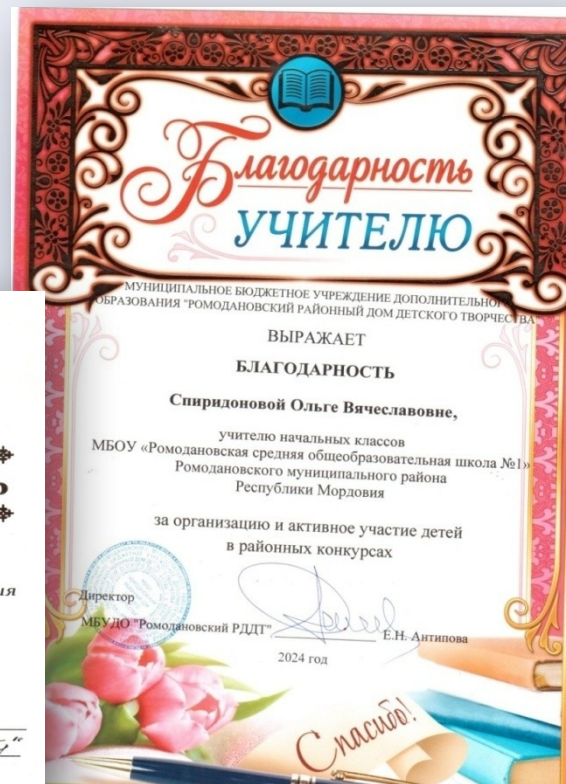 Благодарность
УЧИТЕЛЮ
МУНИЦИПАЛЬНОЕ БЮДЖЕТНОЕ УЧРЕЖДЕНИЕ ДОПОЛНИТЕЛЬНОГО
ОБРАЗОВАНИЯ "РОМОДАНОВСКИЙ РАЙОННЫЙ ДОМ ДЕТСКОГО ТВОРЧЕСТВА"
ВЫРАЖАЕТ
БЛАГОДАРНОСТЬ
Спиридоновой Ольге Вячеславовне,
учителю начальных классов
МБОУ «Ромодановская средняя общеобразовательная школа №1»
Ромодановского муниципального района
Республики Мордовия
за организацию и активное участие детей
в районных конкурсах
Директор
МБУДО "Ромодановский РДДТ" Е.Н. Антипова
2024 год
Спасибо!